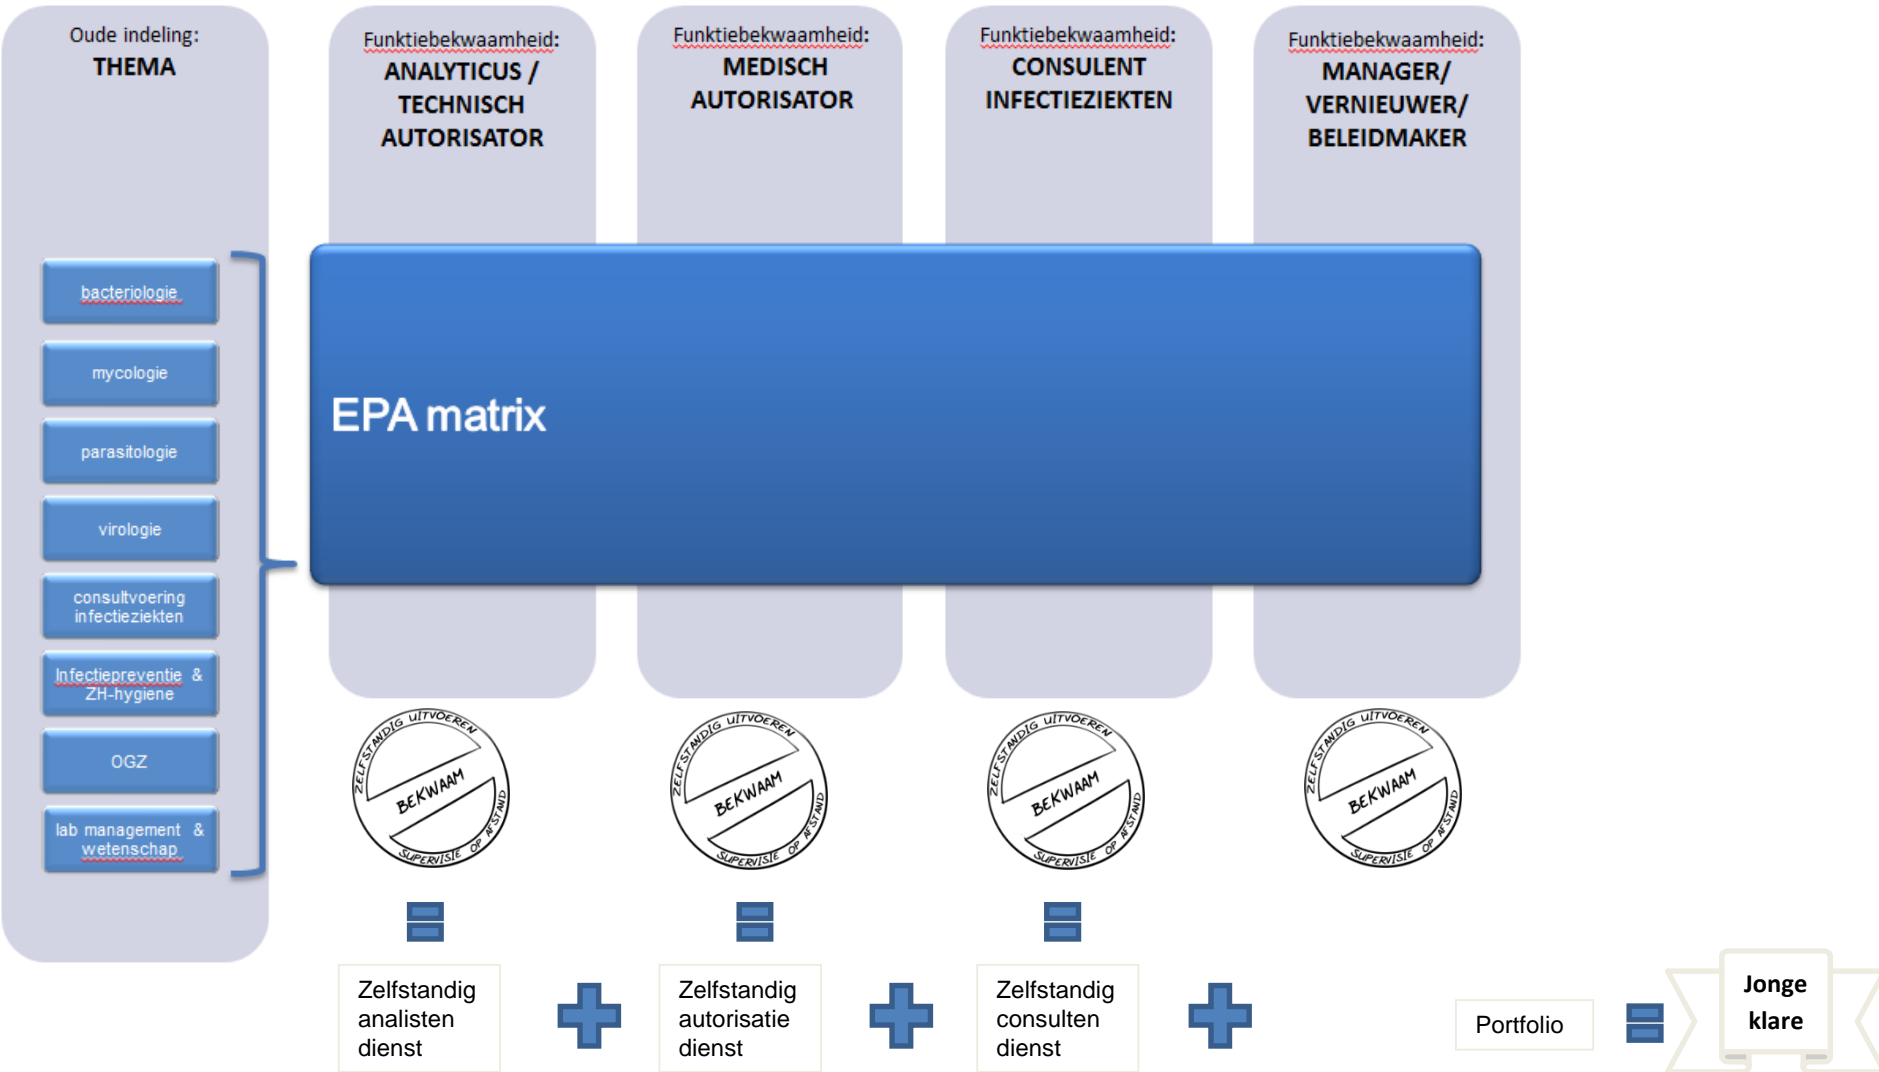 Oude indeling:
THEMA
bacteriologie
mycologie
parasitologie
virologie
consultvoering
infectieziekten
Infectiepreventie &
ZH-hygiene
OGZ
lab management &
wetenschap
Funktiebekwaamheid:
ANALYTICUS /
TECHNISCH
AUTORISATOR
Funktiebekwaamheid:
MEDISCH
AUTORISATOR
Funktiebekwaamheid:
CONSULENT
INFECTIEZIEKTEN
Funktiebekwaamheid:
MANAGER/
VERNIEUWER/
BELEIDMAKER
EPA matrix
ZELFSTANDIG UITVOEREN
BEKWAAM
SUPERVISIE OP AFSTAND
ZELFSTANDIG UITVOEREN
BEKWAAM
SUPERVISIE OP AFSTAND
ZELFSTANDIG UITVOEREN
BEKWAAM
SUPERVISIE OP AFSTAND
ZELFSTANDIG UITVOEREN
BEKWAAM
SUPERVISIE OP AFSTAND
Zelfstandig
analisten
dienst
Zelfstandig
autorisatie
dienst
Zelfstandig
consulten
dienst
Portfolio
Jonge
klare